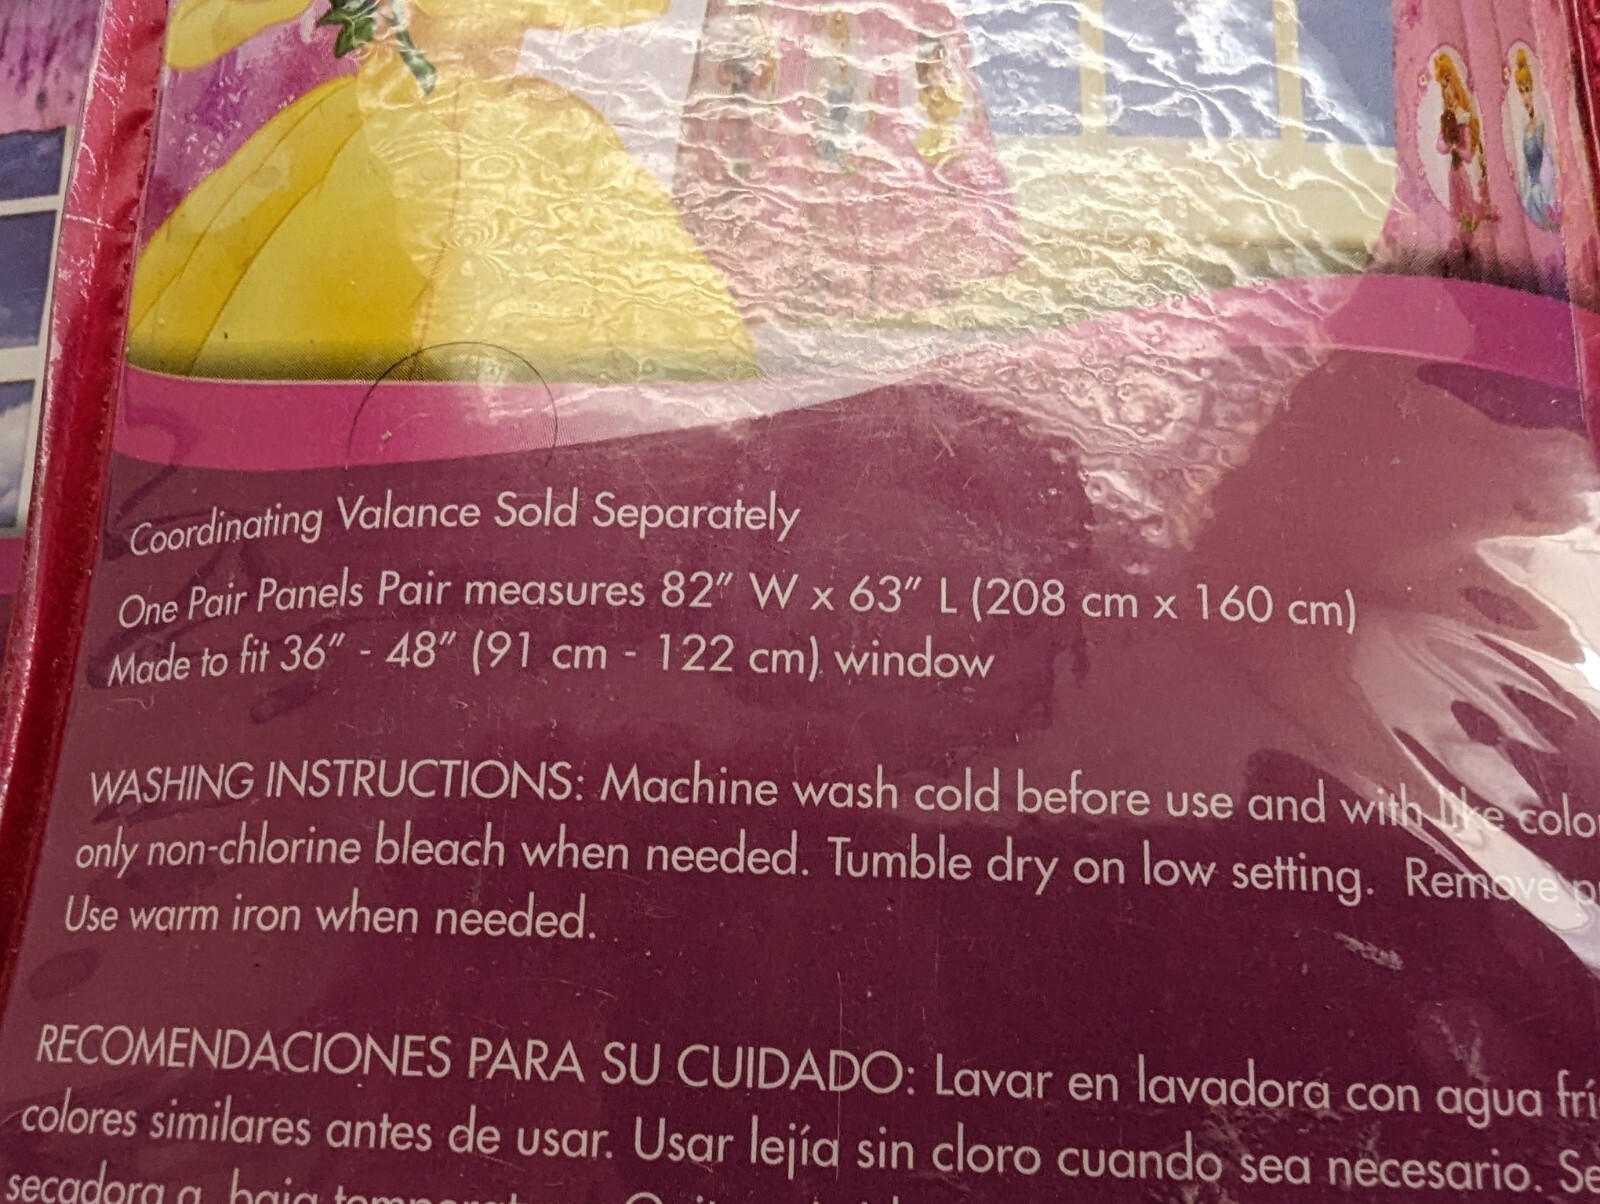 Coordinating Valance Sold Separately
One Pair Panels Pair measures 82" W x 63" L (208 cm x 160 cm)
Made to fit 36" - 48" (91 cm - 122 cm) window
WASHING INSTRUCTIONS: Machine wash cold before use and with like
only non-chlorine bleach when needed. Tumble dry on low setting. Remove
Use warm iron when needed.
RECOMENDACIONES PARA SU CUIDADO: Lavar en lavadora con agua
colores similares antes de usar. Usar lejía sin cloro cuando sea necesario.
secadora a